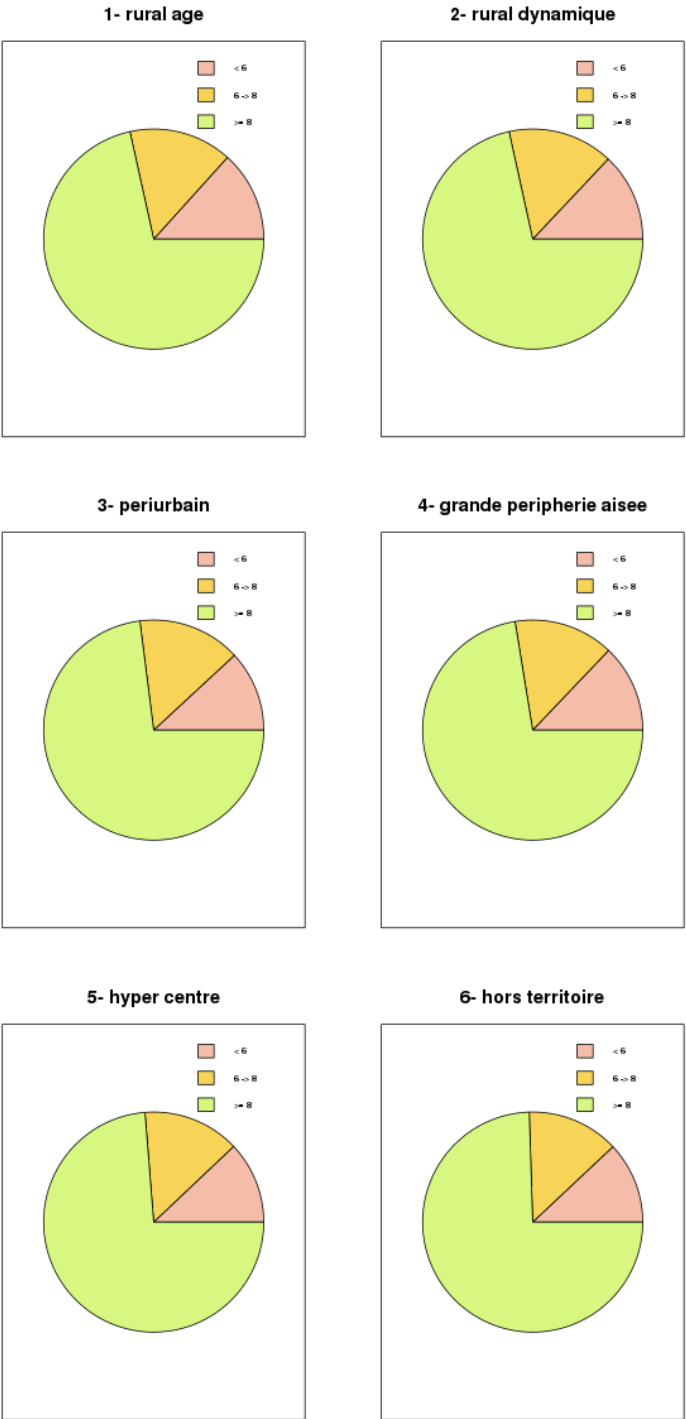 1- rural age
< 6
6 -> 8
>= 8
2- rural dynamique
< 6
6 -> 8
>= 8
3- periurbain
< 6
6 -> 8
>= 8
4- grande peripherie aisee
< 6
6 -> 8
>= 8
5- hyper centre
< 6
6 -> 8
>= 8
6- hors territoire
< 6
6 -> 8
>= 8